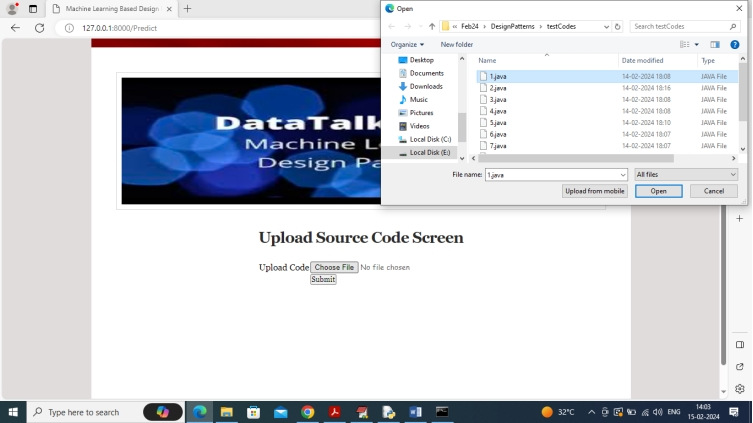 Machine Learning Based Design
127.0.0.1:8000/Predict
Open
« Feb24 > DesignPatterns > testCodes
Search testCodes
Organize
New folder
Desktop
Documents
Downloads
Music
Pictures
Videos
Local Disk (C:)
Local Disk (E:)
Name Date modified Type
1.java 14-02-2024 18:08 JAVA File
2.java 14-02-2024 18:16 JAVA File
3.java 14-02-2024 18:08 JAVA File
4.java 14-02-2024 18:08 JAVA File
5.java 14-02-2024 18:10 JAVA File
6.java 14-02-2024 18:07 JAVA File
7.java 14-02-2024 18:07 JAVA File
File name: 1.java
All files
Upload from mobile Open Cancel
DataTalk
Machine L
Design Pa
Upload Source Code Screen
Upload Code Choose File No file chosen
Submit
Type here to search
32°C
ENG
14:03
15-02-2024